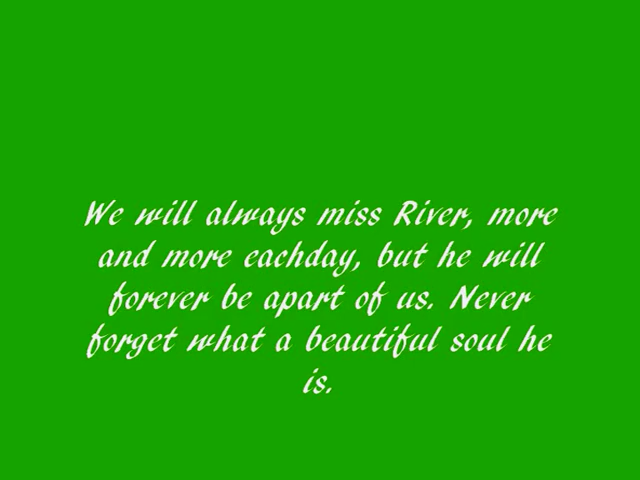 We will always miss River, more
and more eachday, but he will
forever be apart of us. Never
forget what a beautiful soul he
is.